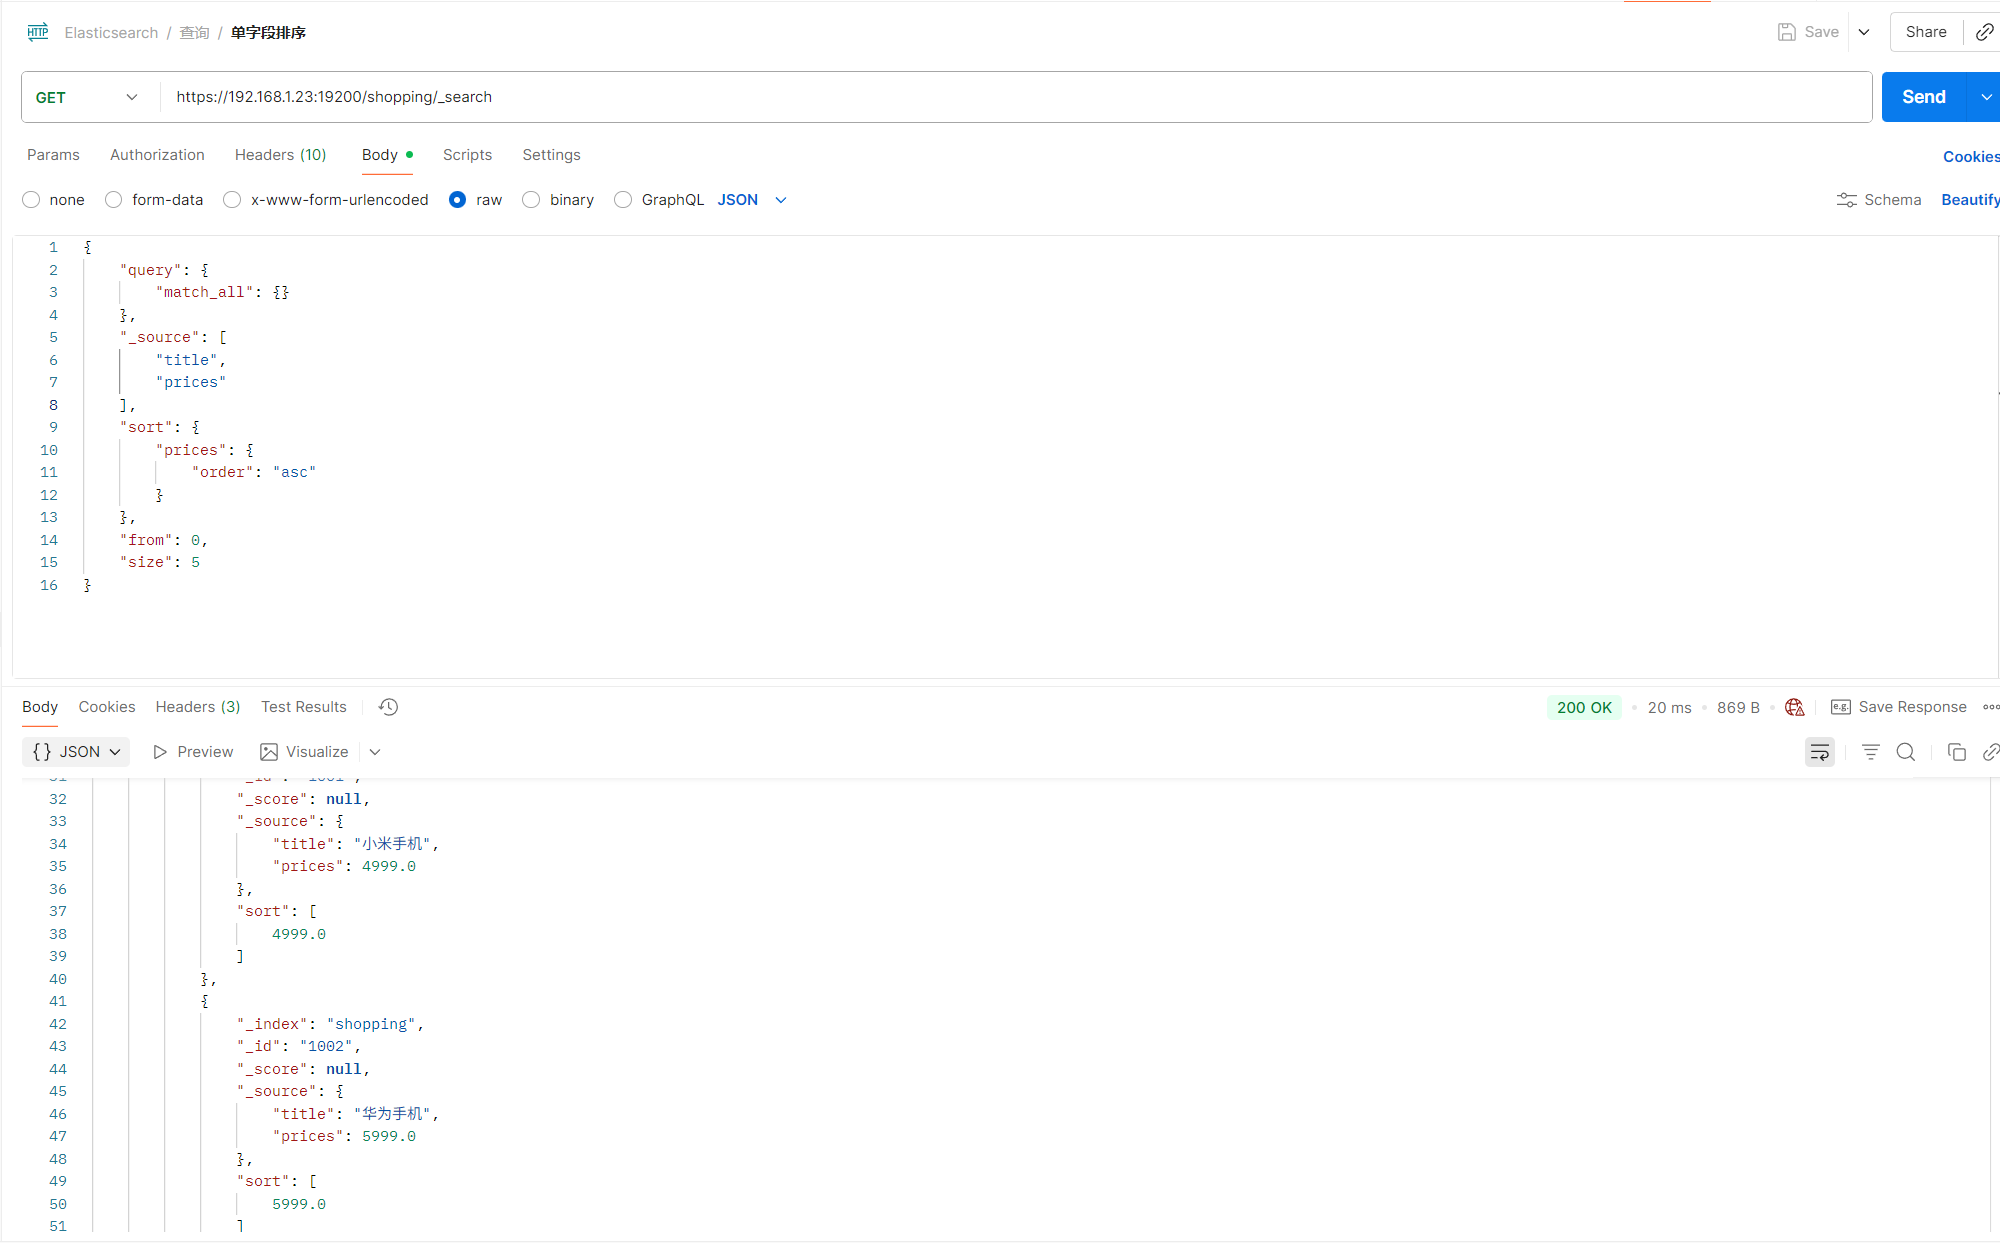 HTTP Elasticsearch / 查询 / 单字段排序 Save Share
GET https://192.168.1.23:19200/shopping/_search Send
Params Authorization Headers (10) Body Scripts Settings Cookies
none form-data x-www-form-urlencoded raw binary GraphQL JSON Schema Beautify
1 {
2 "query": {
3 "match_all": {}
4 },
5 "_source": [
6 "title",
7 "prices"
8 ],
9 "sort": {
10 "prices": {
11 "order": "asc"
12 }
13 },
14 "from": 0,
15 "size": 5
16 }
Body Cookies Headers (3) Test Results 200 OK 20 ms 869 B e.g. Save Response
{} JSON Preview Visualize
31 "_id": "1001",
32 "_score": null,
33 "_source": {
34 "title": "小米手机",
35 "prices": 4999.0
36 },
37 "sort": [
38 4999.0
39 ]
40 },
41 {
42 "_index": "shopping",
43 "_id": "1002",
44 "_score": null,
45 "_source": {
46 "title": "华为手机",
47 "prices": 5999.0
48 },
49 "sort": [
50 5999.0
51 ]